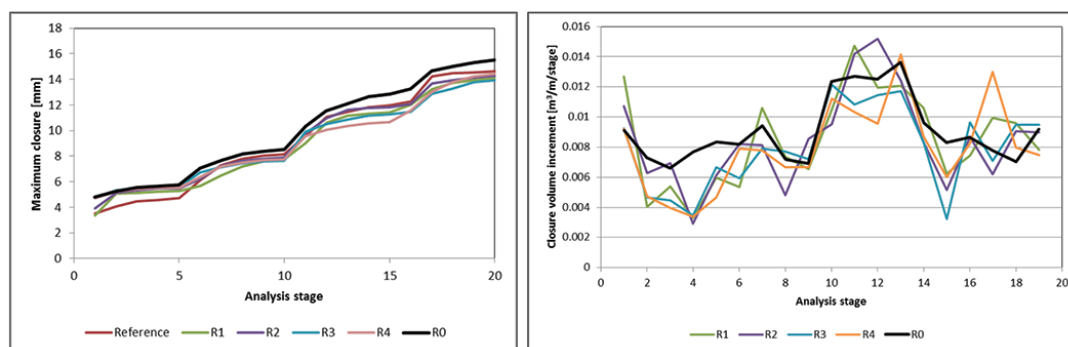 18
16
14
12
10
8
6
4
2
0
Maximum closure [mm]
0 5 10 15 20
Analysis stage
Reference R1 R2 R3 R4 R0
0.016
0.014
0.012
0.01
0.008
0.006
0.004
0.002
0
Closure volume increment [m³/m/stage]
0 2 4 6 8 10 12 14 16 18 20
Analysis stage
R1 R2 R3 R4 R0